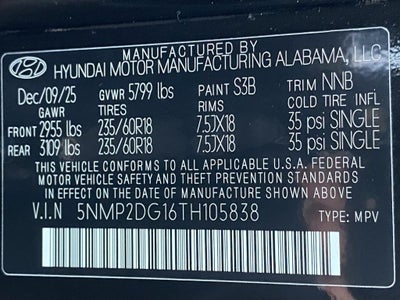 MANUFACTURED BY
HYUNDAI MOTOR MANUFACTURING ALABAMA, LLC
Dec/09/25 GVWR 5799 lbs PAINT S3B TRIM NNB
GAWR TIRES RIMS COLD TIRE INFL
FRONT 2955 lbs 235/60R18 7.5JX18 35 psi SINGLE
REAR 3109 lbs 235/60R18 7.5JX18 35 psi SINGLE
THIS VEHICLE CONFORMS TO ALL APPLICABLE U.S.A. FEDERAL
MOTOR VEHICLE SAFETY AND THEFT PREVENTION STANDARDS
IN EFFECT ON THE DATE OF MANUFACTURE SHOWN ABOVE.
V.I.N 5NMP2DG16TH105838 TYPE: MPV